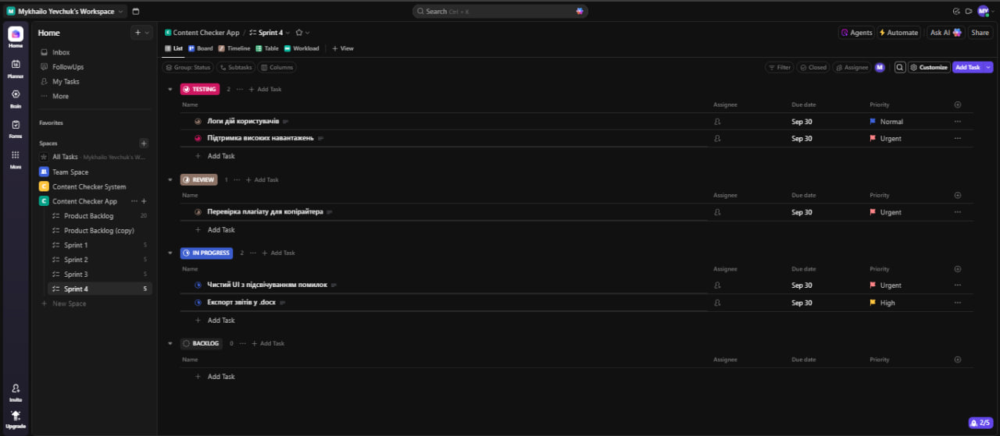 M Mykhailo Yevchuk's Workspace
Search Ctrl + K
MY
Home
Planner
Brain
Forms
More
Invite
Upgrade
Home
+
Inbox
FollowUps
My Tasks
··· More
Favorites
Spaces +
All Tasks - Mykhailo Yevchuk's W...
Team Space
C Content Checker System
C Content Checker App ··· +
Product Backlog 20
Product Backlog (copy)
Sprint 1 5
Sprint 2 5
Sprint 3 5
Sprint 4 5
+ New Space
C Content Checker App / Sprint 4
Agents Automate Ask AI Share
List Board Timeline Table Workload + View
Group: Status Subtasks Columns
Filter Closed Assignee M Customize Add Task
TESTING 2 ··· + Add Task
Name Assignee Due date Priority
Логи дій користувачів Sep 30 Normal ···
Підтримка високих навантажень Sep 30 Urgent ···
+ Add Task
REVIEW 1 ··· + Add Task
Name Assignee Due date Priority
Перевірка плагіату для копірайтера Sep 30 Urgent ···
+ Add Task
IN PROGRESS 2 ··· + Add Task
Name Assignee Due date Priority
Чистий UI з підсвічуванням помилок Sep 30 Urgent ···
Експорт звітів у .docx Sep 30 High ···
+ Add Task
BACKLOG 0 ··· + Add Task
Name Assignee Due date Priority
+ Add Task
2/5